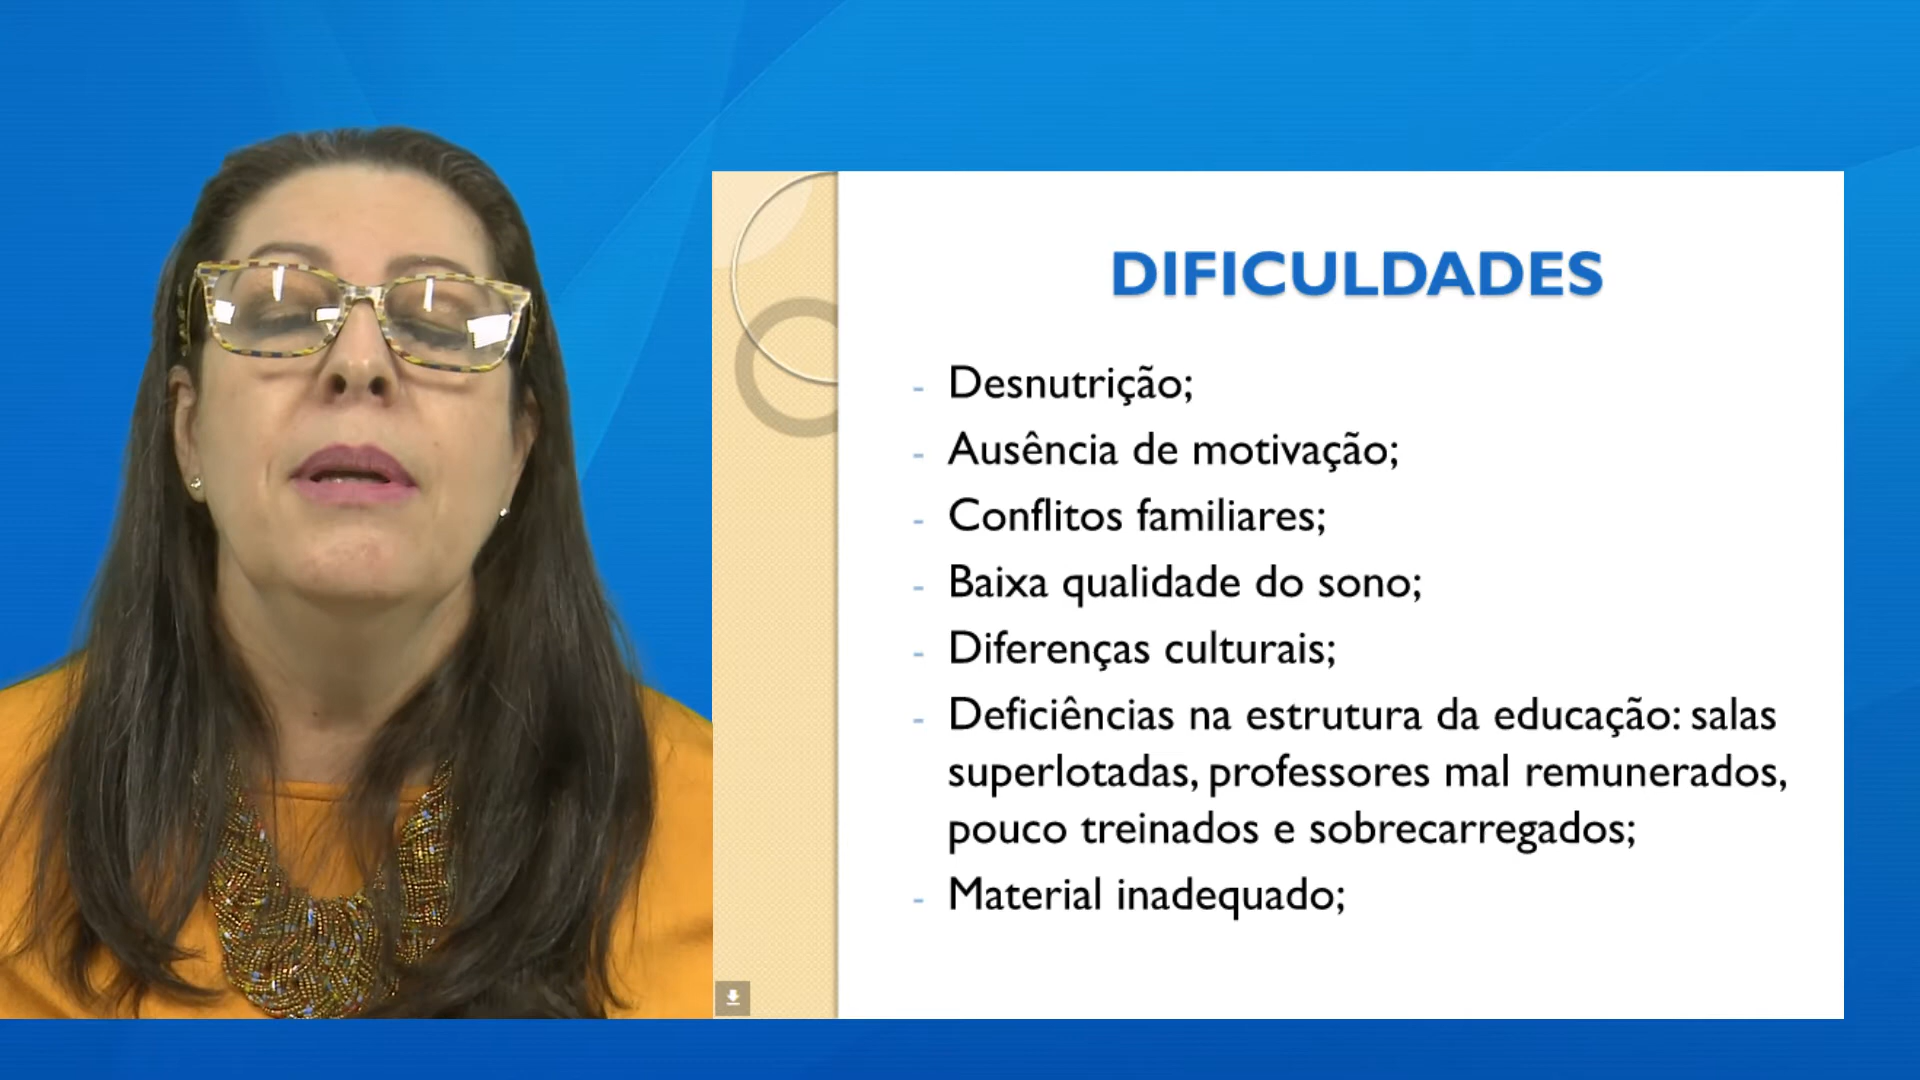 DIFICULDADES
- Desnutrição;
- Ausência de motivação;
- Conflitos familiares;
- Baixa qualidade do sono;
- Diferenças culturais;
- Deficiências na estrutura da educação: salas
superlotadas, professores mal remunerados,
pouco treinados e sobrecarregados;
- Material inadequado;